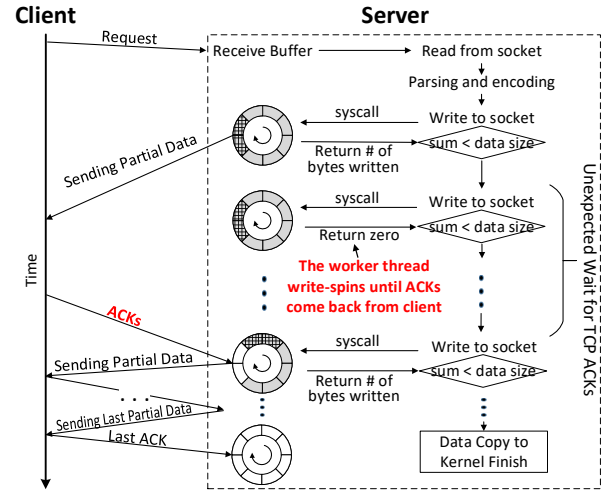 Client
Server
Request
Receive Buffer
Read from socket
Parsing and encoding
syscall
Write to socket
Sending Partial Data
Return # of
bytes written
sum < data size
syscall
Write to socket
Return zero
sum < data size
The worker thread
write-spins until ACKs
come back from client
Unexpected Wait for TCP ACKs
Time
ACKs
syscall
Write to socket
Sending Partial Data
Return # of
bytes written
sum < data size
Sending Last Partial Data
Last ACK
Data Copy to
Kernel Finish